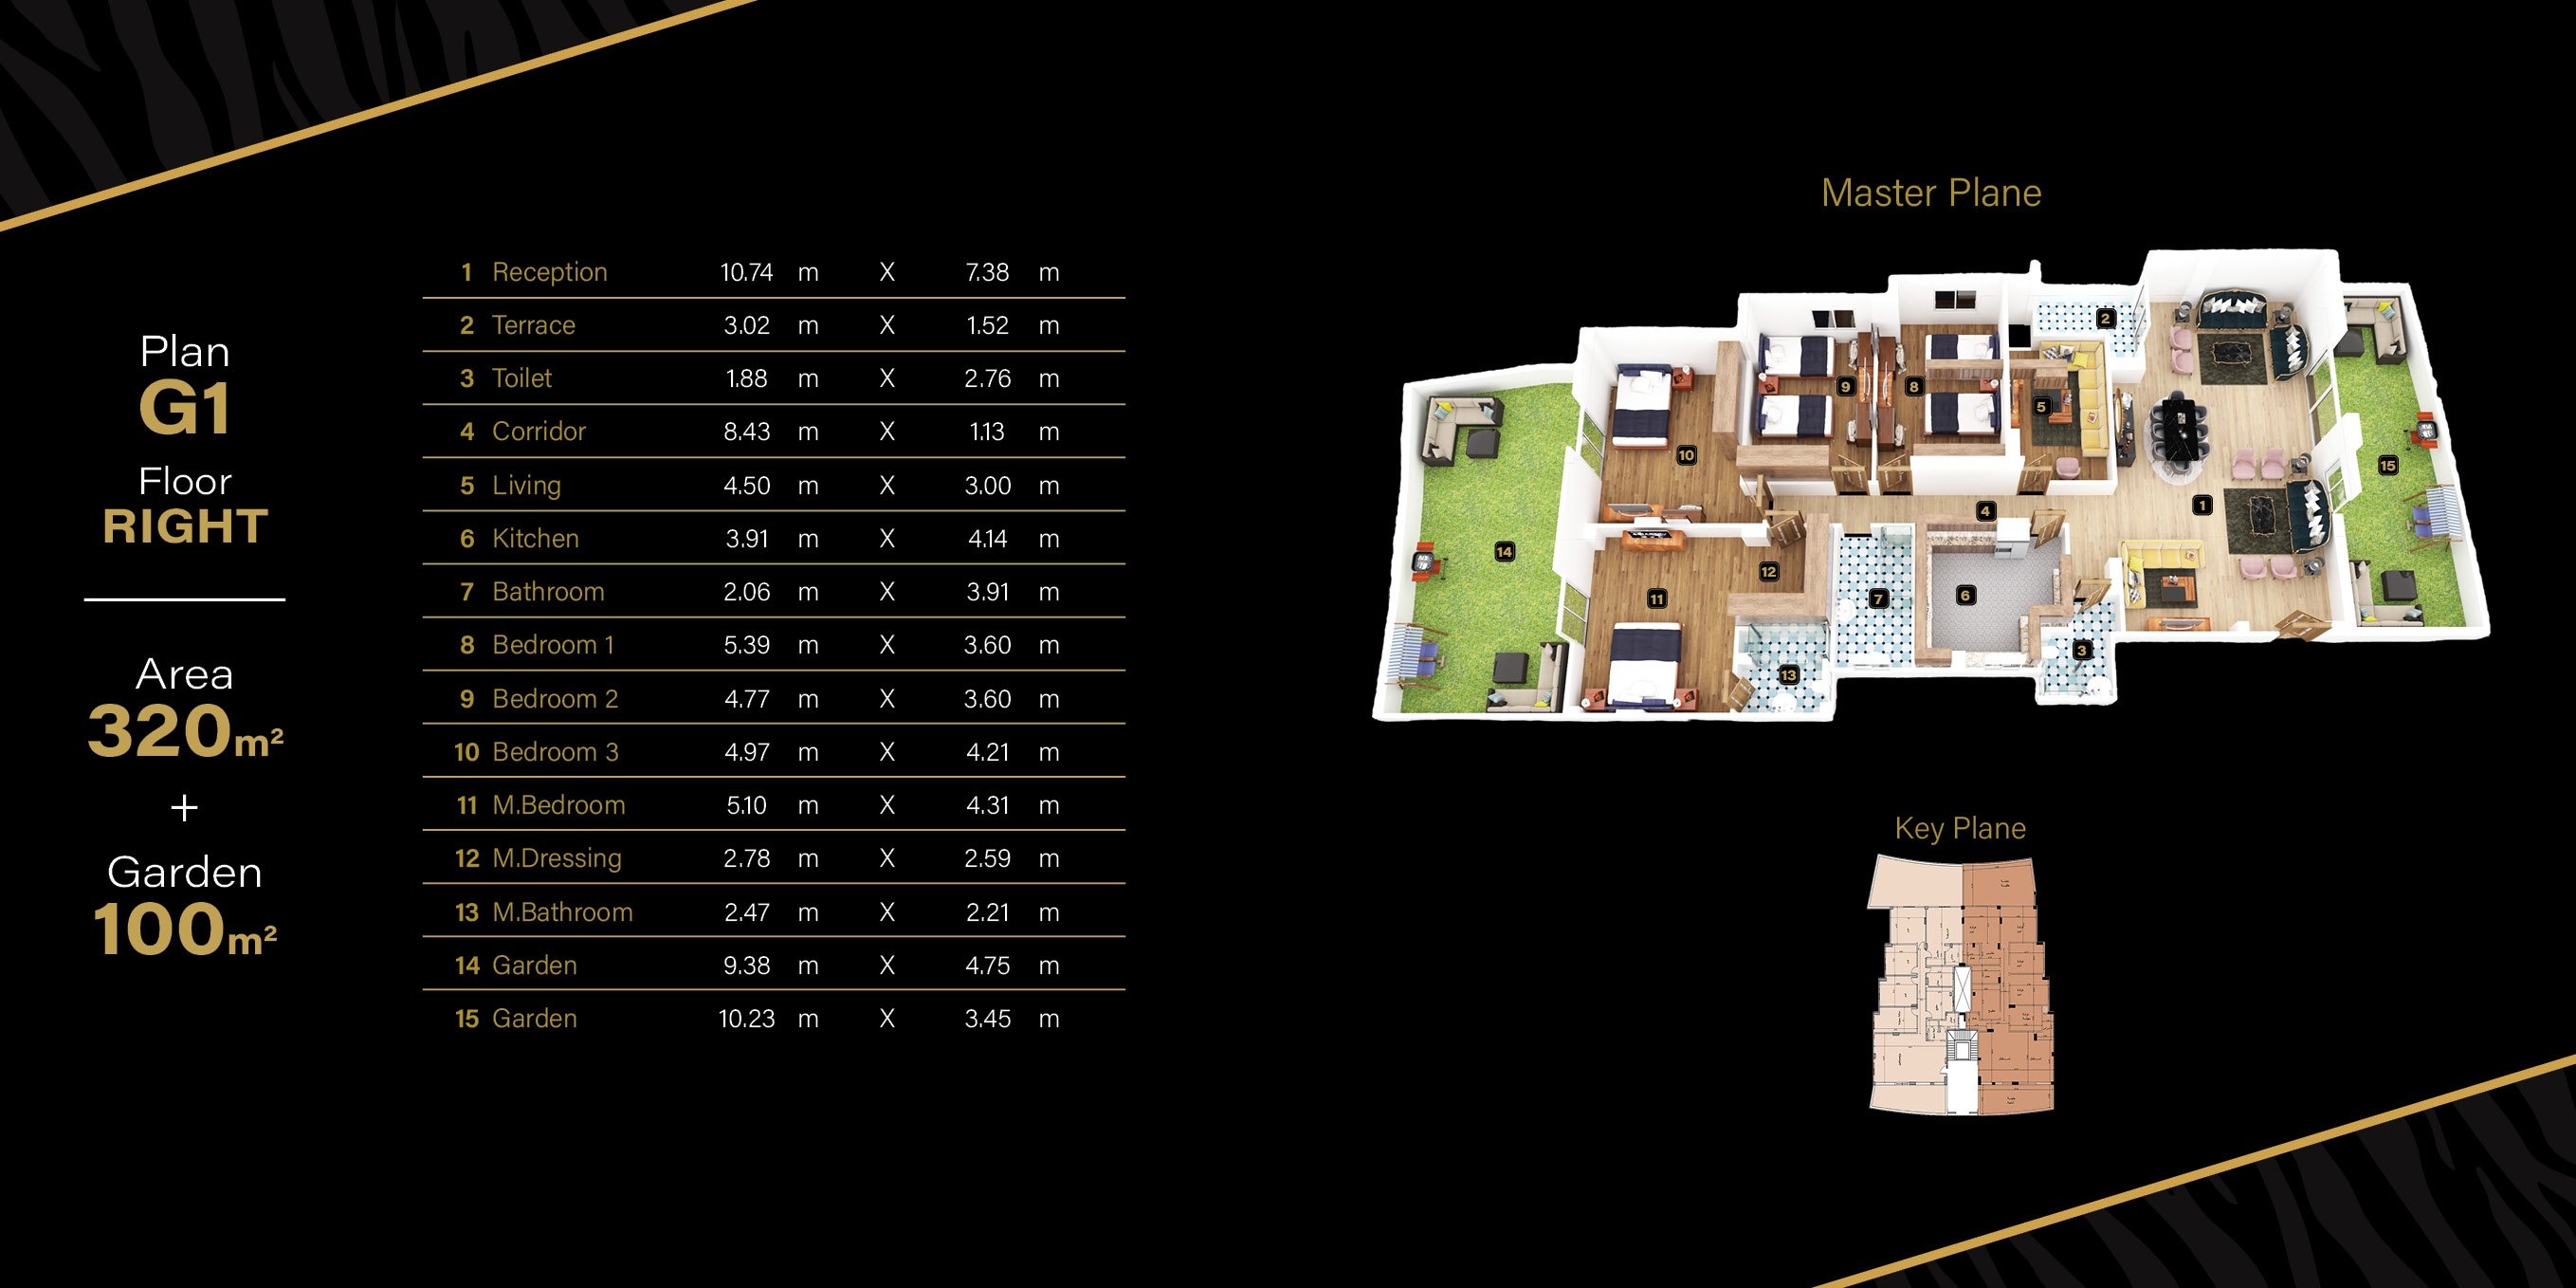 Plan
G1
Floor
RIGHT
Area
320m²
+
Garden
100m²
1 Reception 10.74 m X 7.38 m
2 Terrace 3.02 m X 1.52 m
3 Toilet 1.88 m X 2.76 m
4 Corridor 8.43 m X 1.13 m
5 Living 4.50 m X 3.00 m
6 Kitchen 3.91 m X 4.14 m
7 Bathroom 2.06 m X 3.91 m
8 Bedroom 1 5.39 m X 3.60 m
9 Bedroom 2 4.77 m X 3.60 m
10 Bedroom 3 4.97 m X 4.21 m
11 M.Bedroom 5.10 m X 4.31 m
12 M.Dressing 2.78 m X 2.59 m
13 M.Bathroom 2.47 m X 2.21 m
14 Garden 9.38 m X 4.75 m
15 Garden 10.23 m X 3.45 m
Master Plane
2
9
8
5
10
15
1
4
14
12
11
7
6
3
13
Key Plane